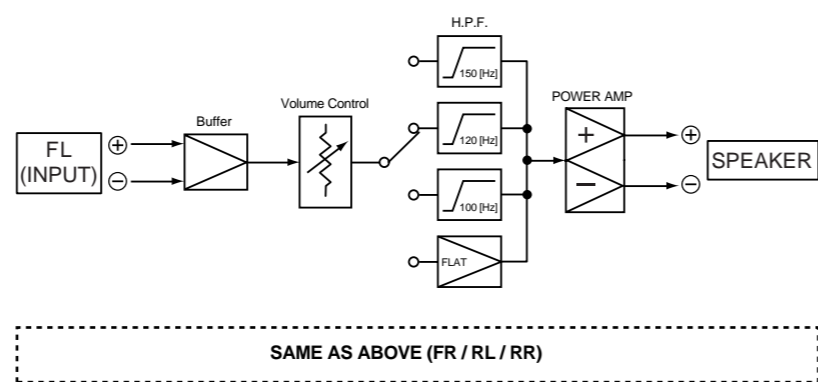 H.P.F.
150 [Hz]
Volume Control
POWER AMP
Buffer
120 [Hz]
FL
(INPUT)
+
−
+
−
+
−
SPEAKER
100 [Hz]
FLAT
SAME AS ABOVE (FR / RL / RR)